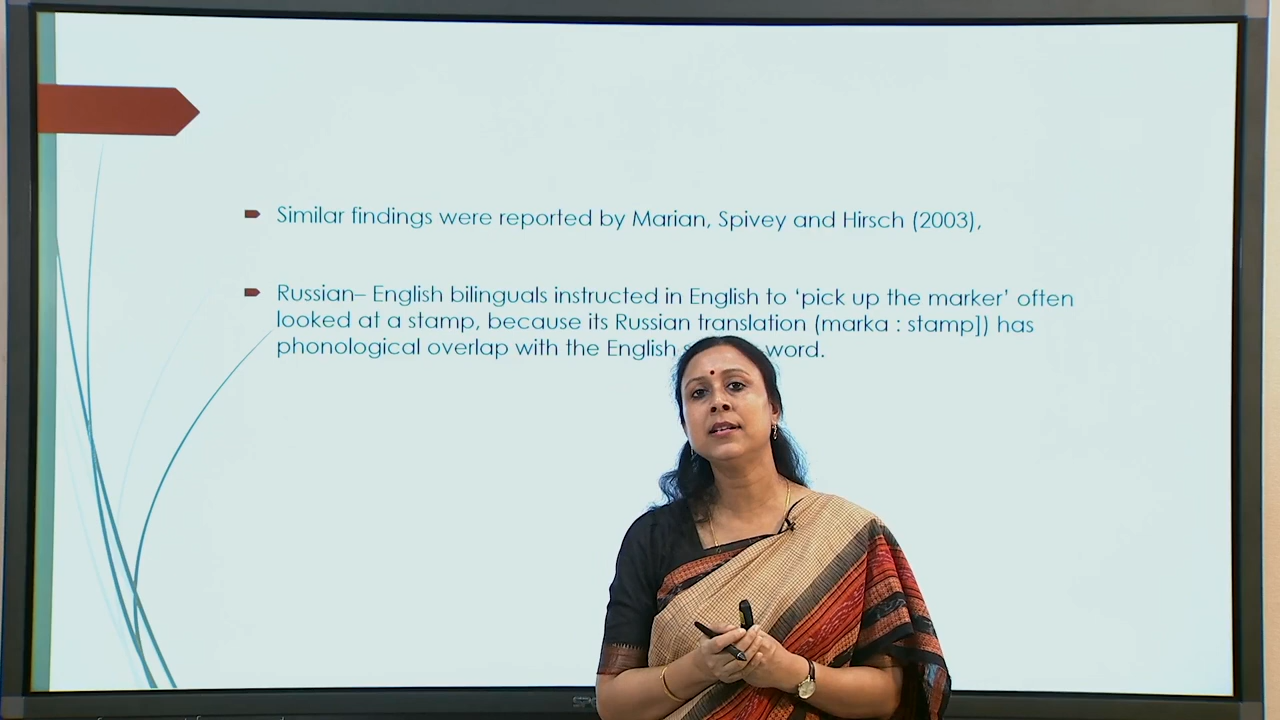 Similar findings were reported by Marian, Spivey and Hirsch (2003),
Russian– English bilinguals instructed in English to ‘pick up the marker’ often
looked at a stamp, because its Russian translation (marka : stamp]) has
phonological overlap with the English word.